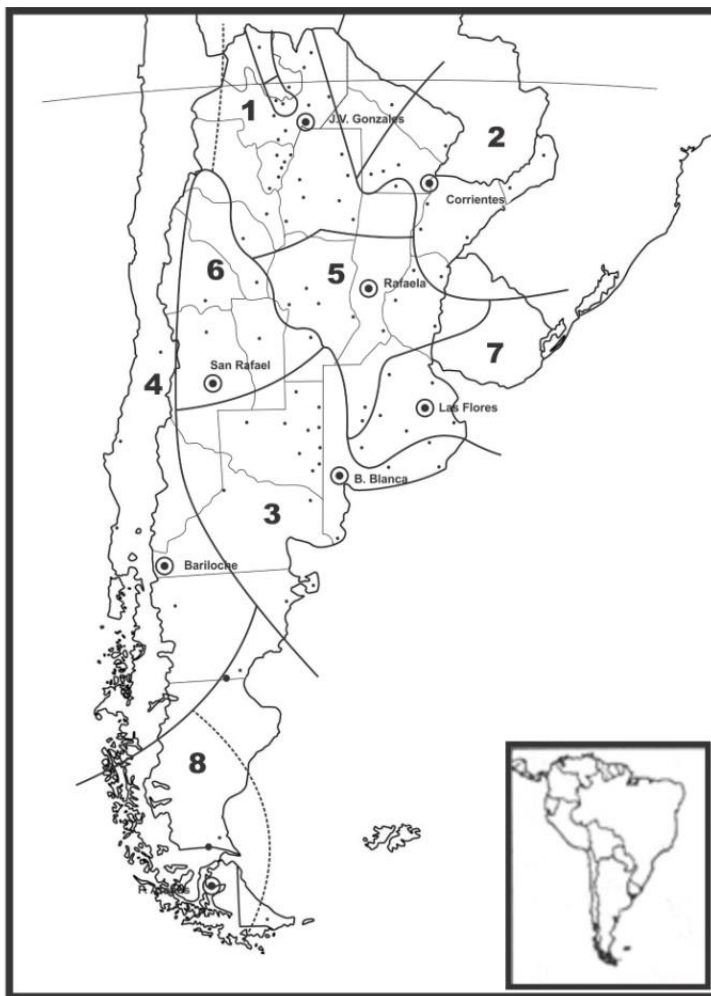 1
J.V. Gonzales
2
Corrientes
6
5
Rafaela
7
San Rafael
4
Las Flores
B. Blanca
3
Bariloche
8